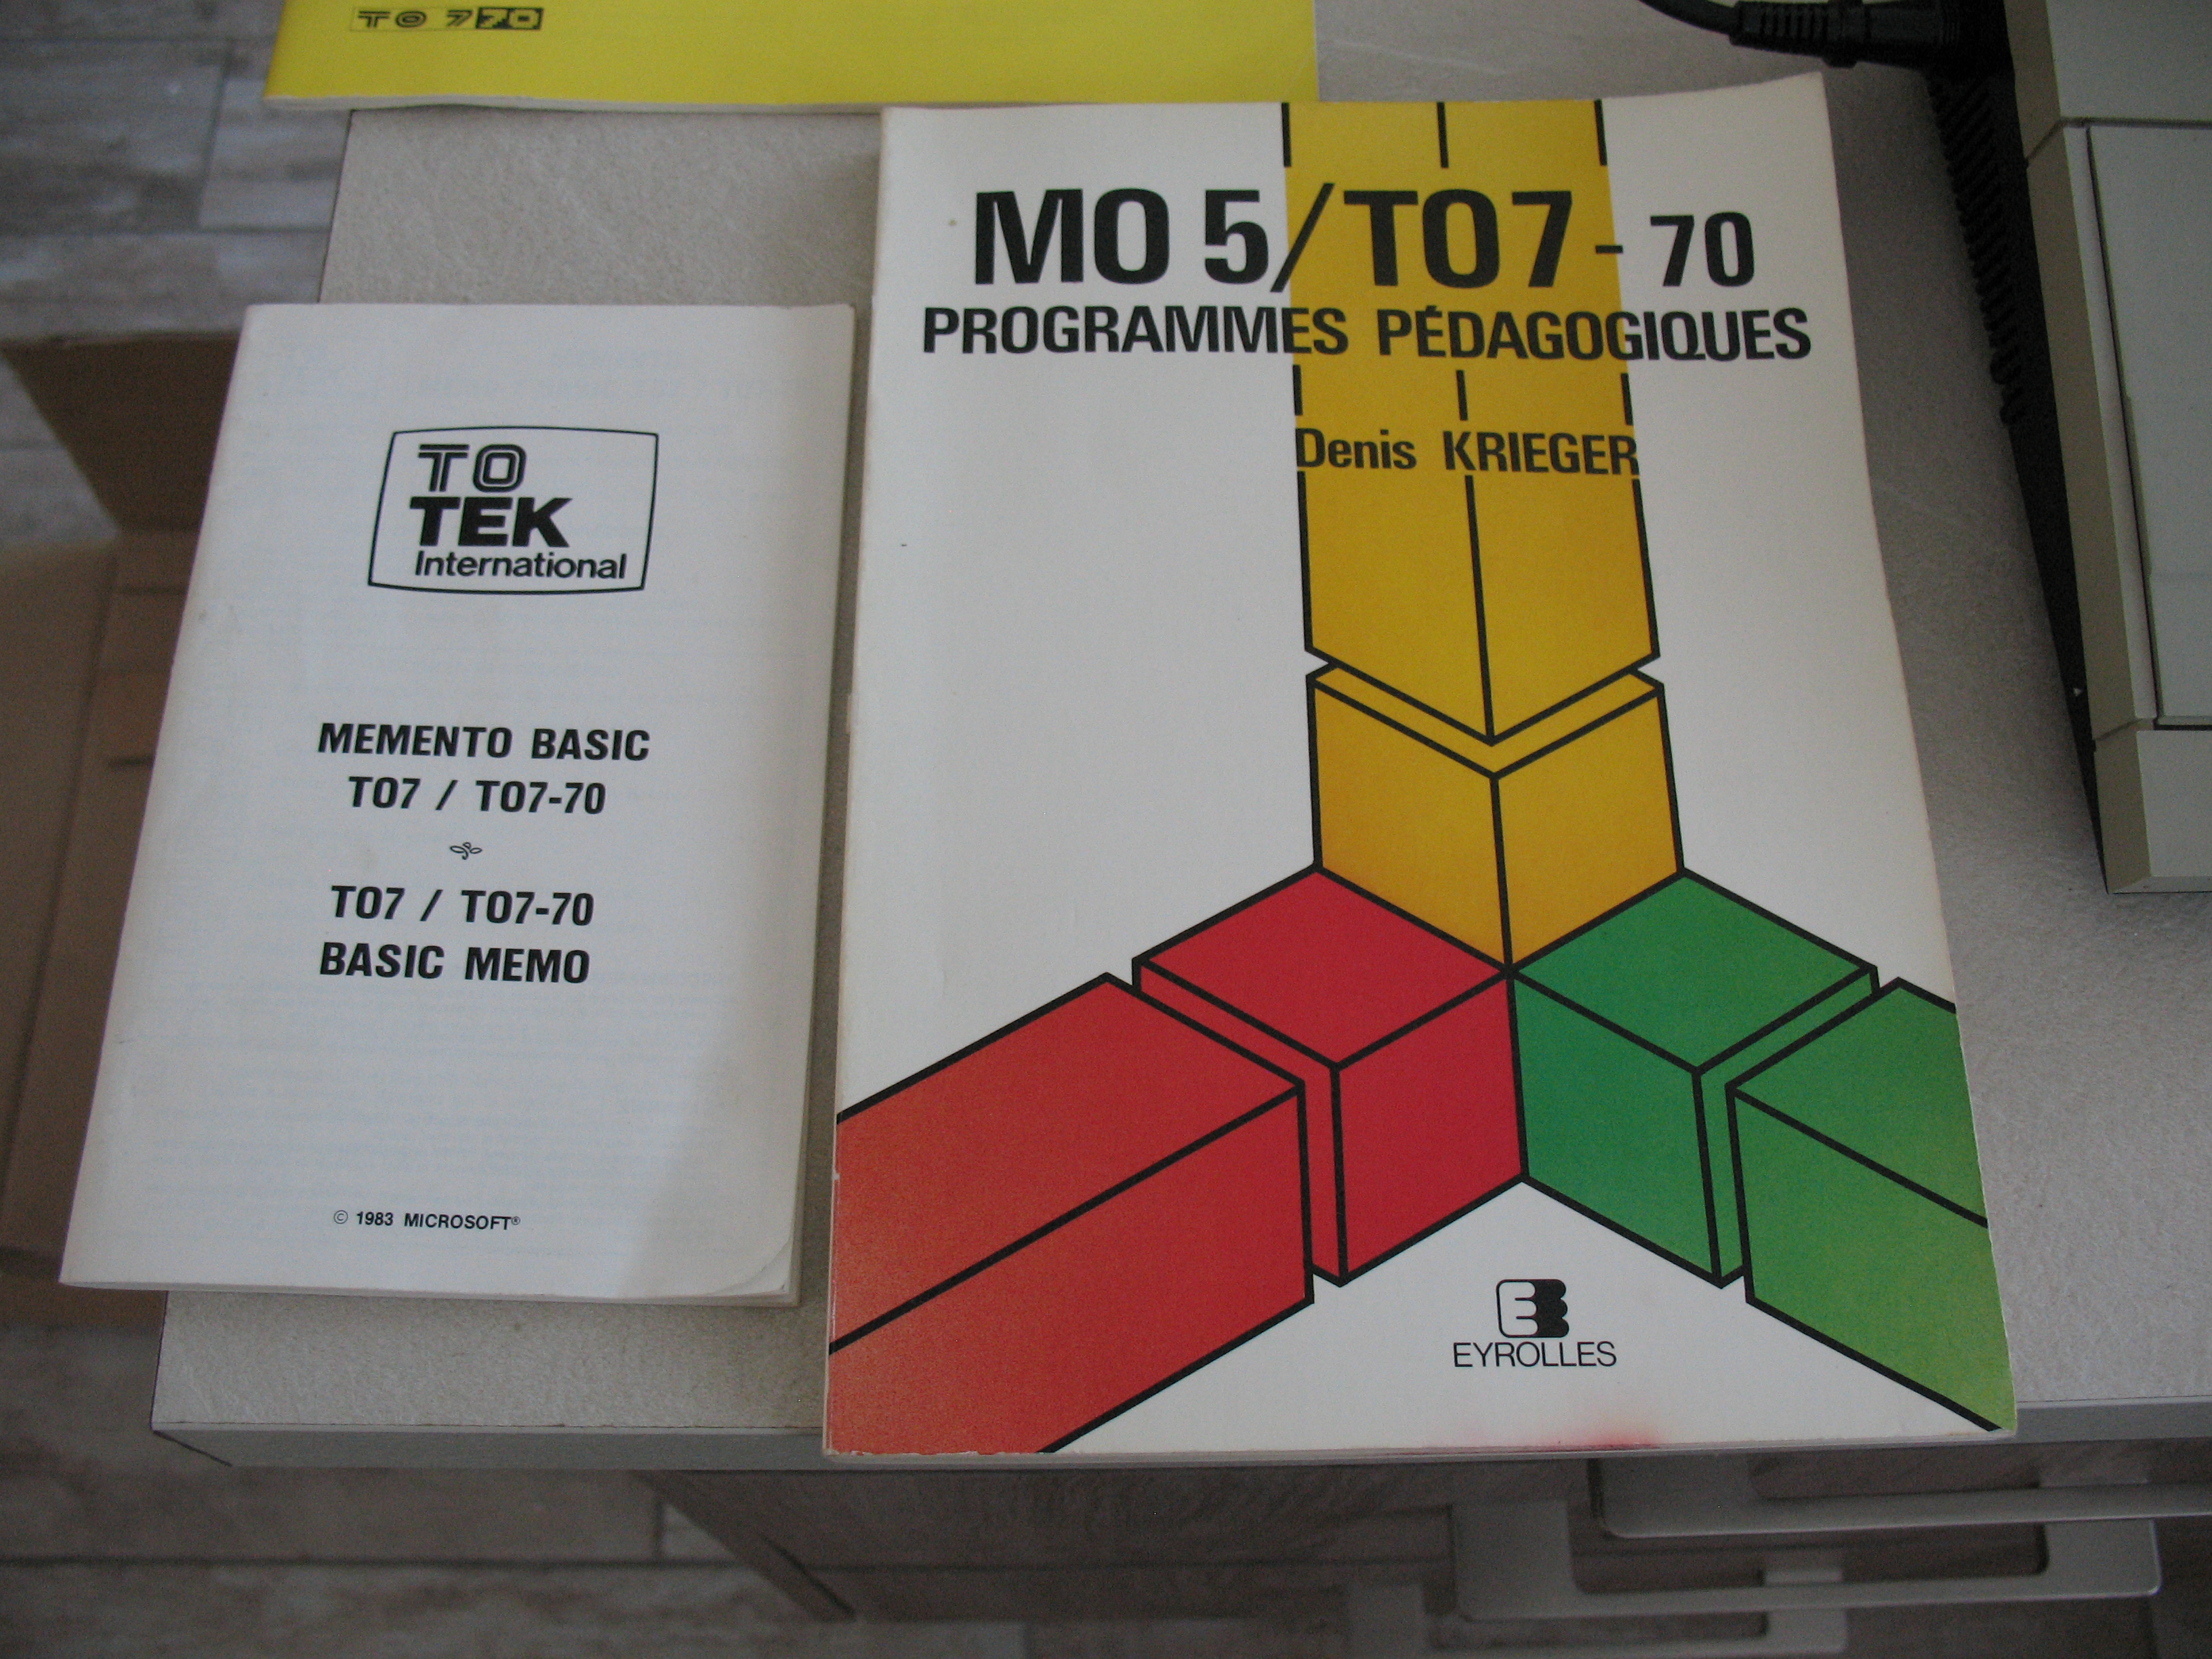 TO 770
MO 5/TO7-70
PROGRAMMES PÉDAGOGIQUES
Denis KRIEGER
EYROLLES
TO
TEK
International
MEMENTO BASIC
TO7 / TO7-70
TO7 / TO7-70
BASIC MEMO
© 1983 MICROSOFT®